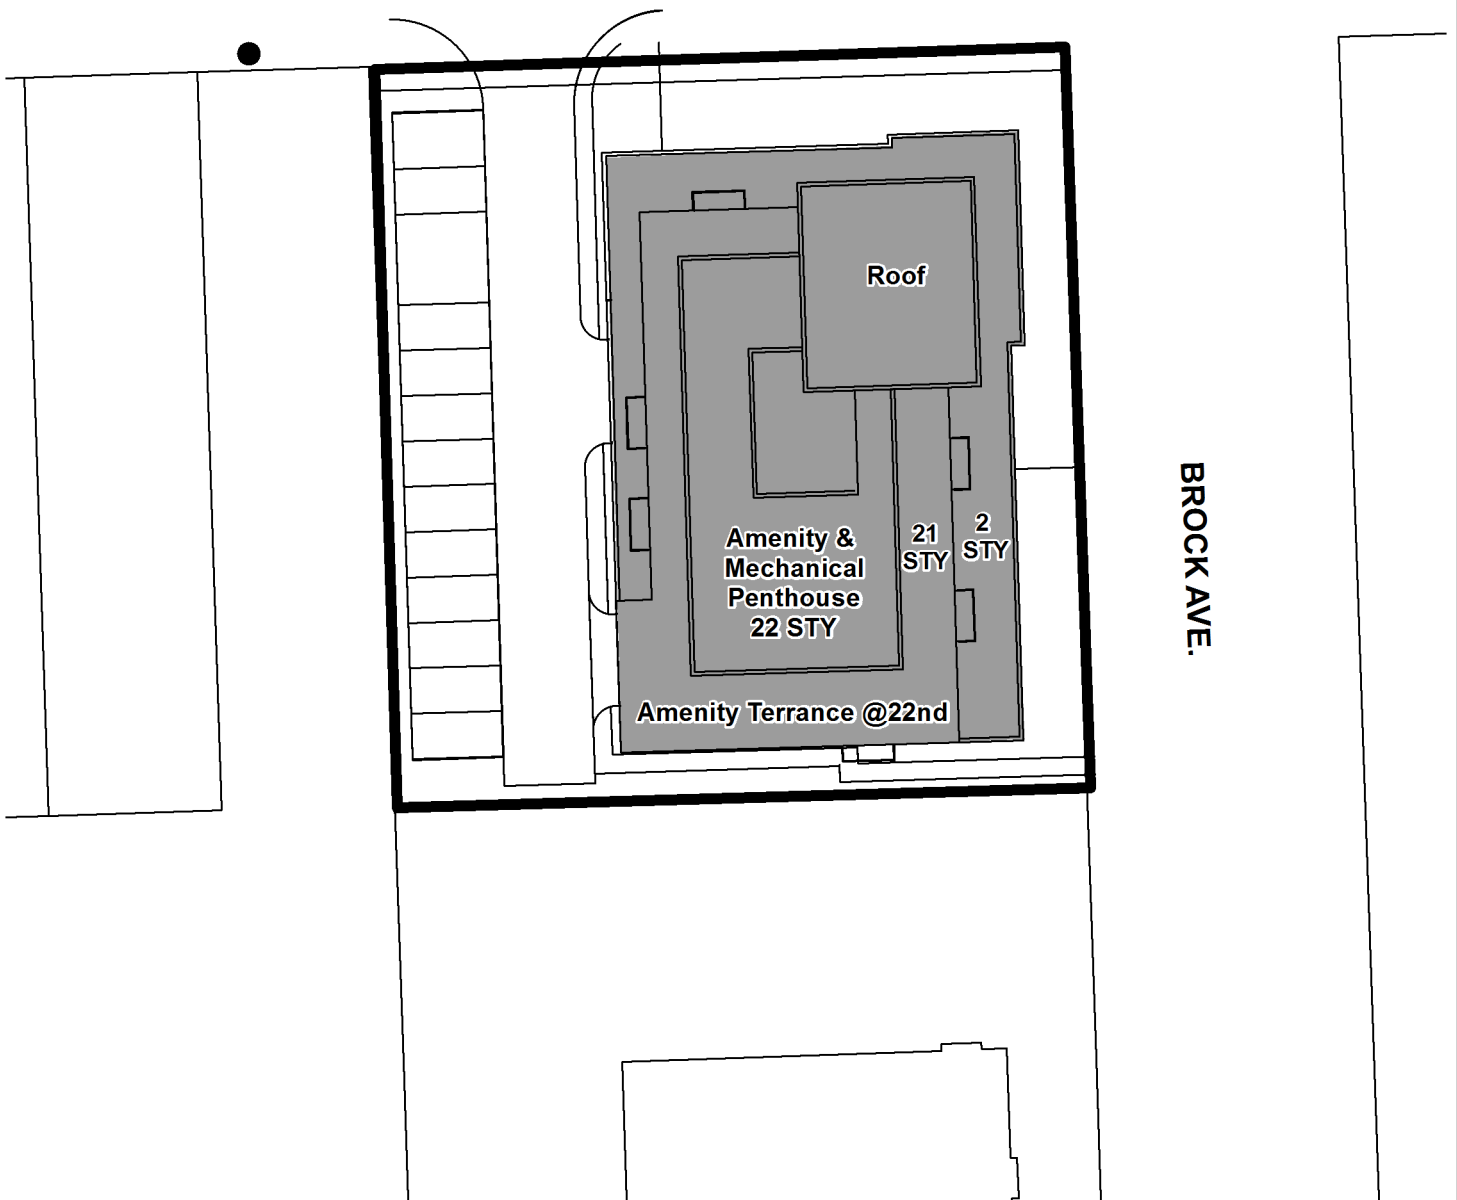 Roof
Amenity &
Mechanical
Penthouse
22 STY
21
STY
2
STY
Amenity Terrance @22nd
BROCK AVE.